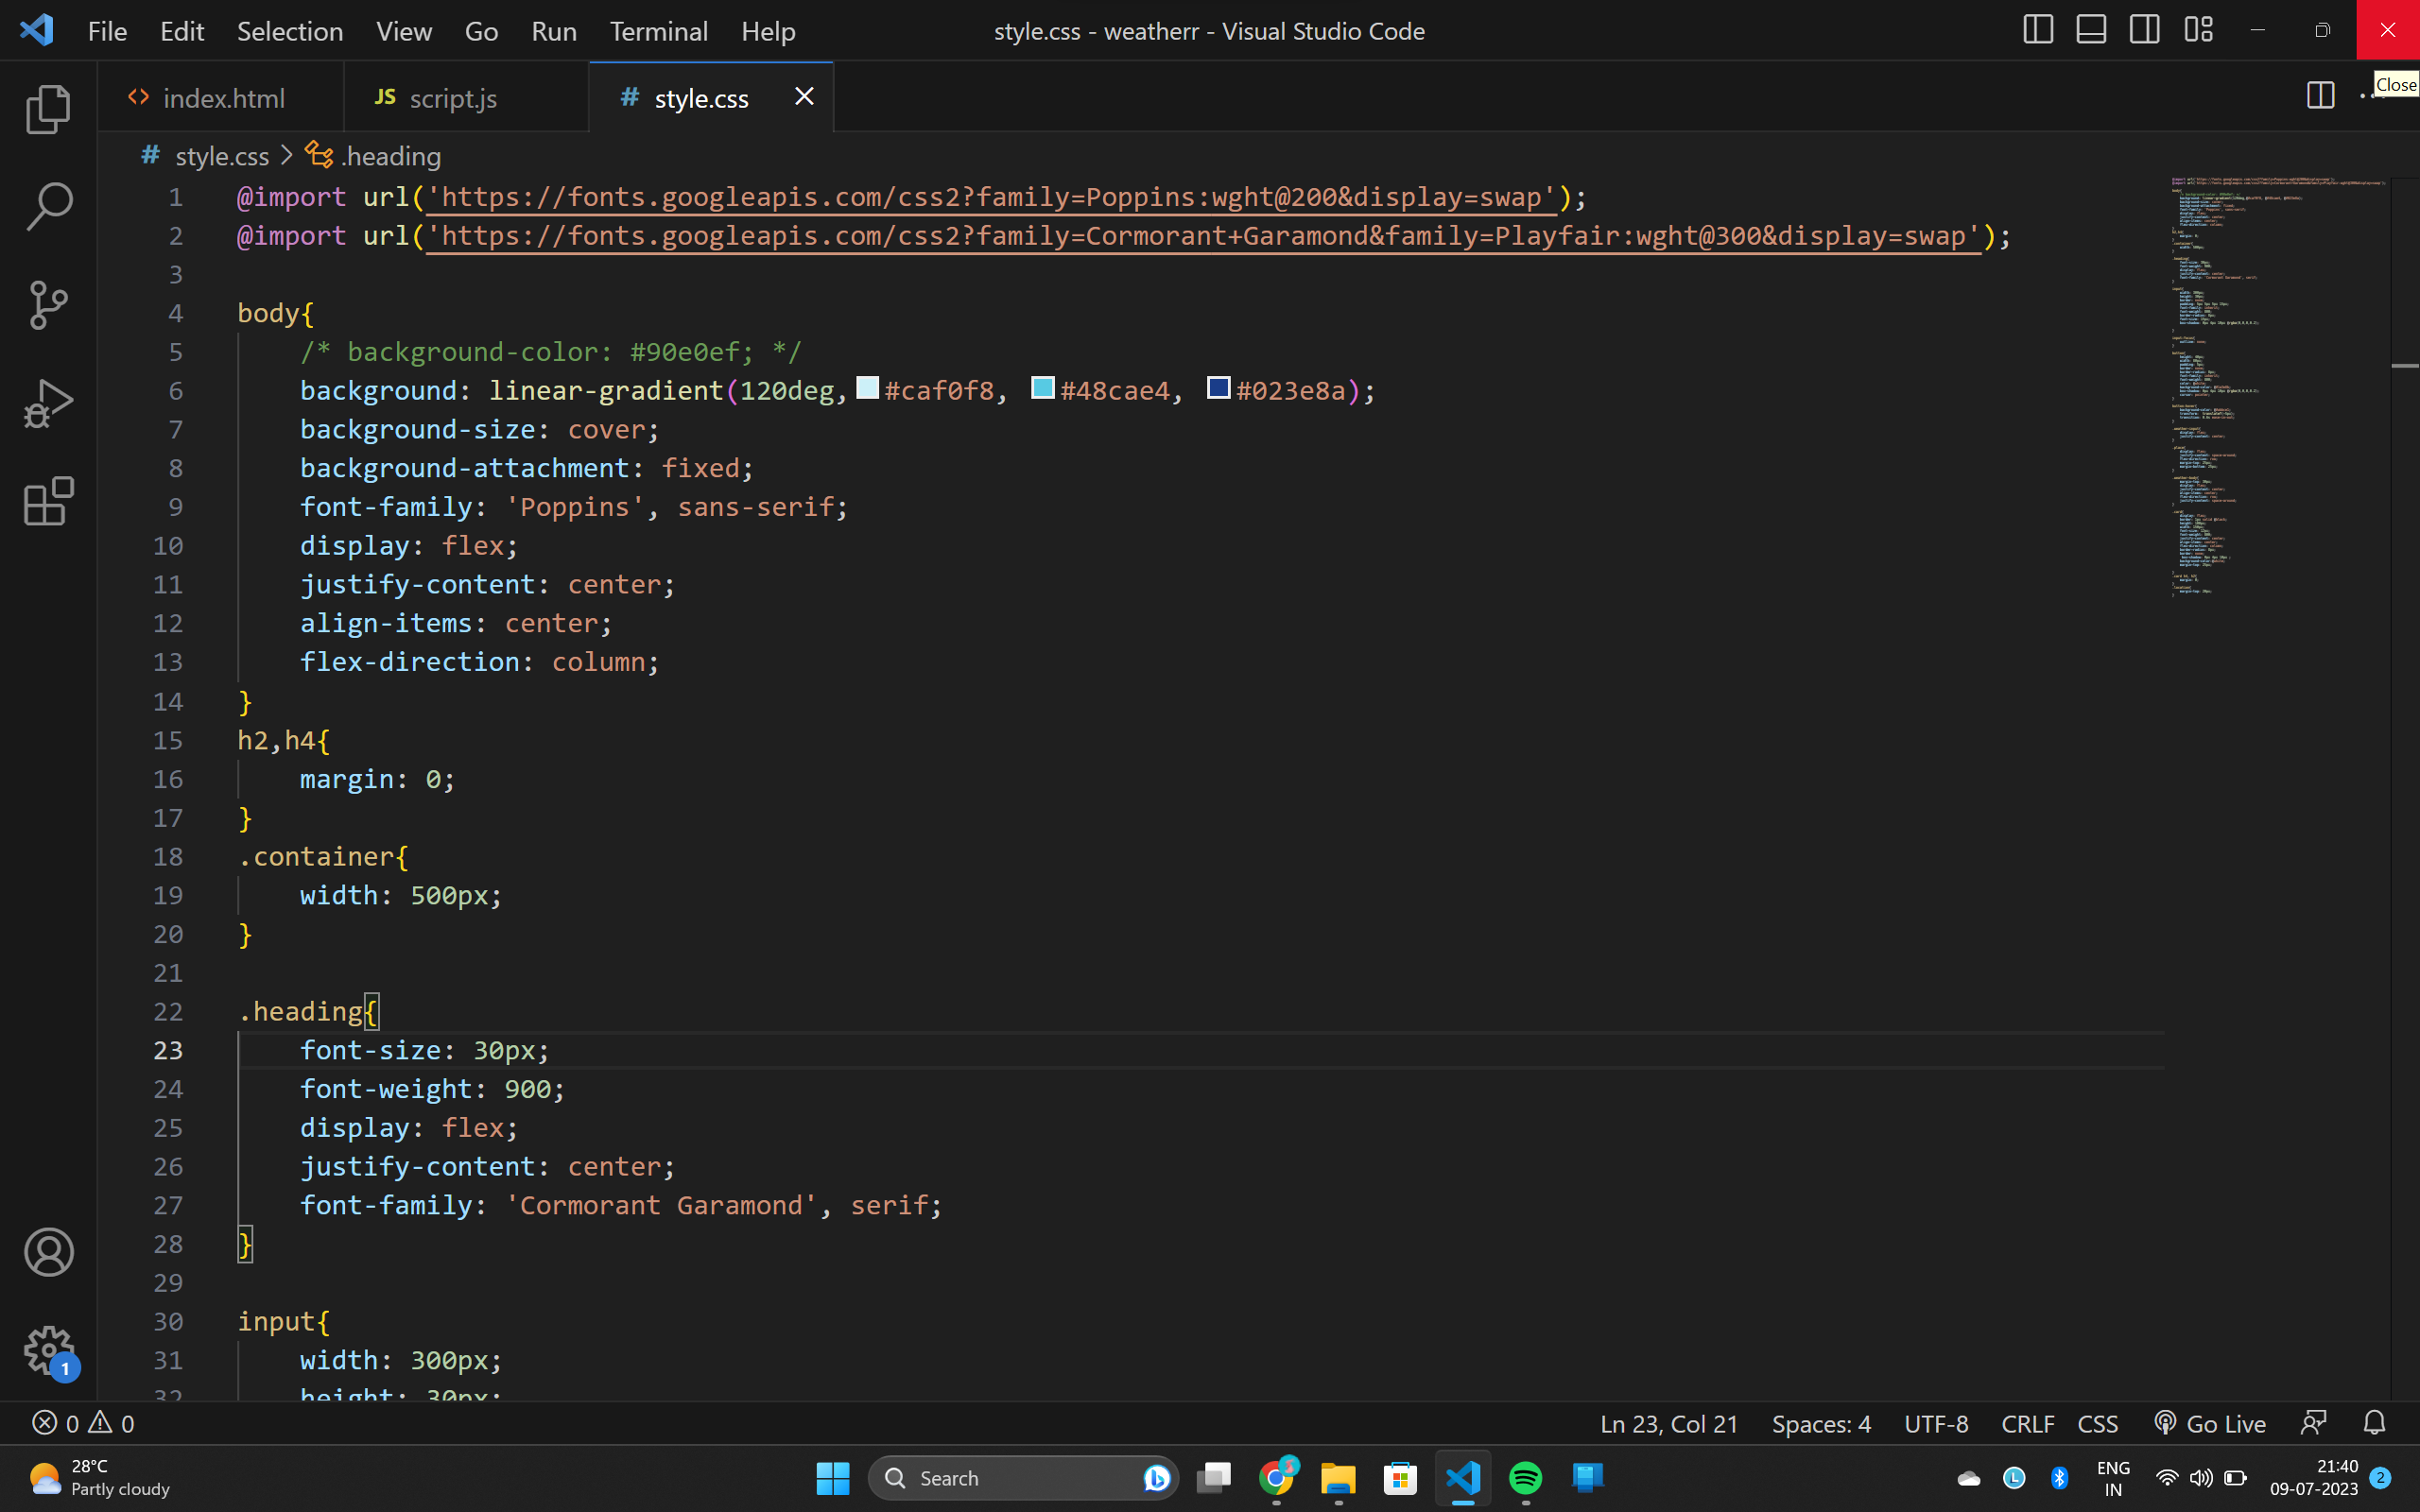 File Edit Selection View Go Run Terminal Help
style.css - weatherr - Visual Studio Code
Close
index.html
JS script.js
# style.css
# style.css > .heading
1 @import url('https://fonts.googleapis.com/css2?family=Poppins:wght@200&display=swap');
2 @import url('https://fonts.googleapis.com/css2?family=Cormorant+Garamond&family=Playfair:wght@300&display=swap');
3
4 body{
5 /* background-color: #90e0ef; */
6 background: linear-gradient(120deg, #caf0f8, #48cae4, #023e8a);
7 background-size: cover;
8 background-attachment: fixed;
9 font-family: 'Poppins', sans-serif;
10 display: flex;
11 justify-content: center;
12 align-items: center;
13 flex-direction: column;
14 }
15 h2,h4{
16 margin: 0;
17 }
18 .container{
19 width: 500px;
20 }
21
22 .heading{
23 font-size: 30px;
24 font-weight: 900;
25 display: flex;
26 justify-content: center;
27 font-family: 'Cormorant Garamond', serif;
28 }
29
30 input{
31 width: 300px;
32 height: 30px;
1
0 0
Ln 23, Col 21 Spaces: 4 UTF-8 CRLF CSS Go Live
28°C
Partly cloudy
Search
ENG
IN
21:40
09-07-2023
2